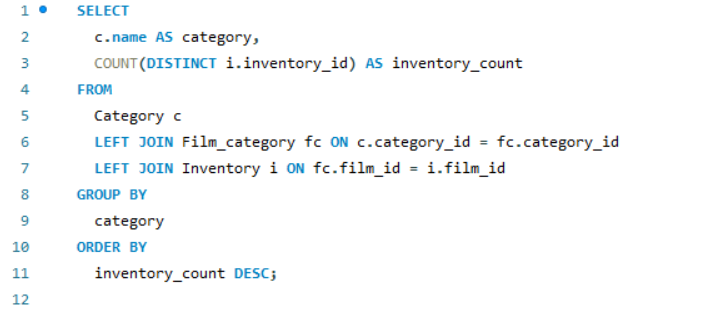 1 SELECT
2 c.name AS category,
3 COUNT(DISTINCT i.inventory_id) AS inventory_count
4 FROM
5 Category c
6 LEFT JOIN Film_category fc ON c.category_id = fc.category_id
7 LEFT JOIN Inventory i ON fc.film_id = i.film_id
8 GROUP BY
9 category
10 ORDER BY
11 inventory_count DESC;
12